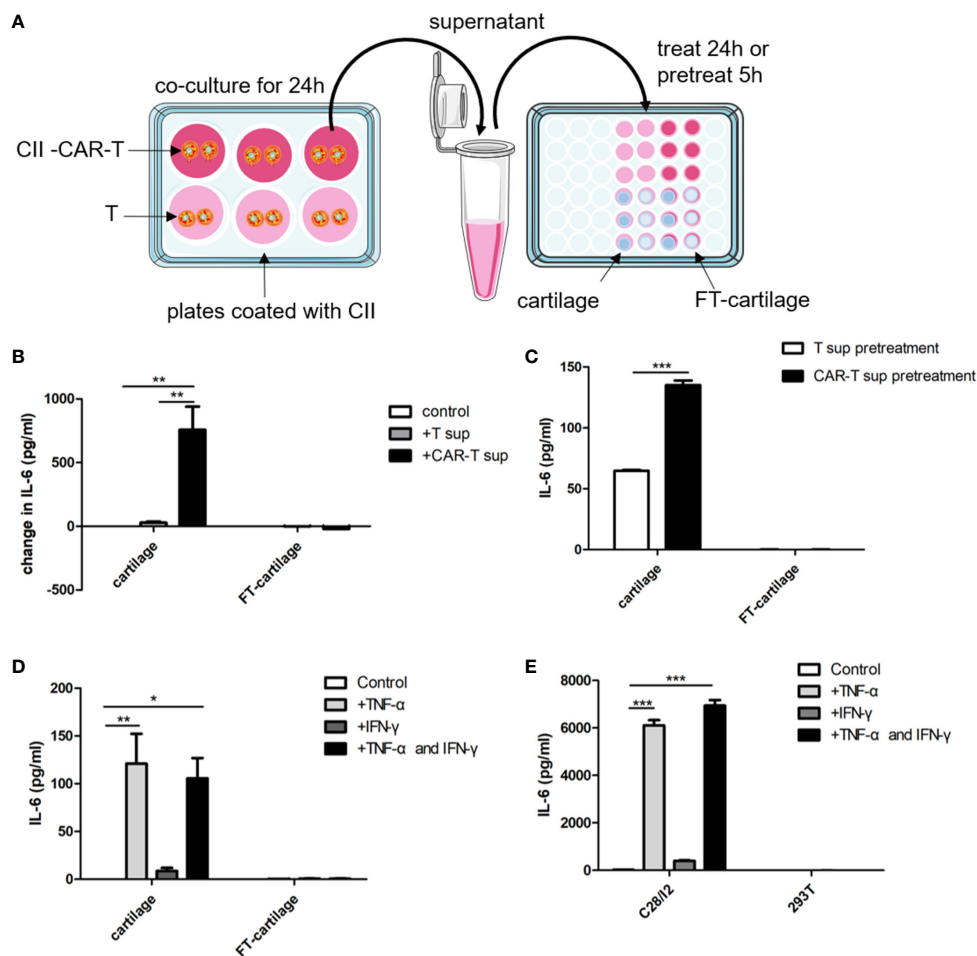 A
supernatant
co-culture for 24h
treat 24h or
pretreat 5h
CII -CAR-T
T
plates coated with CII
cartilage
FT-cartilage
B
change in IL-6 (pg/ml)
1000
500
0
-500
**
**
cartilage
FT-cartilage
control
+T sup
+CAR-T sup
C
IL-6 (pg/ml)
150
100
50
0
***
cartilage
FT-cartilage
T sup pretreatment
CAR-T sup pretreatment
D
IL-6 (pg/ml)
200
150
100
50
0
*
**
cartilage
FT-cartilage
Control
+TNF-α
+IFN-γ
+TNF-α and IFN-γ
E
IL-6 (pg/ml)
8000
6000
4000
2000
0
***
***
C28/I2
293T
Control
+TNF-α
+IFN-γ
+TNF-α and IFN-γ